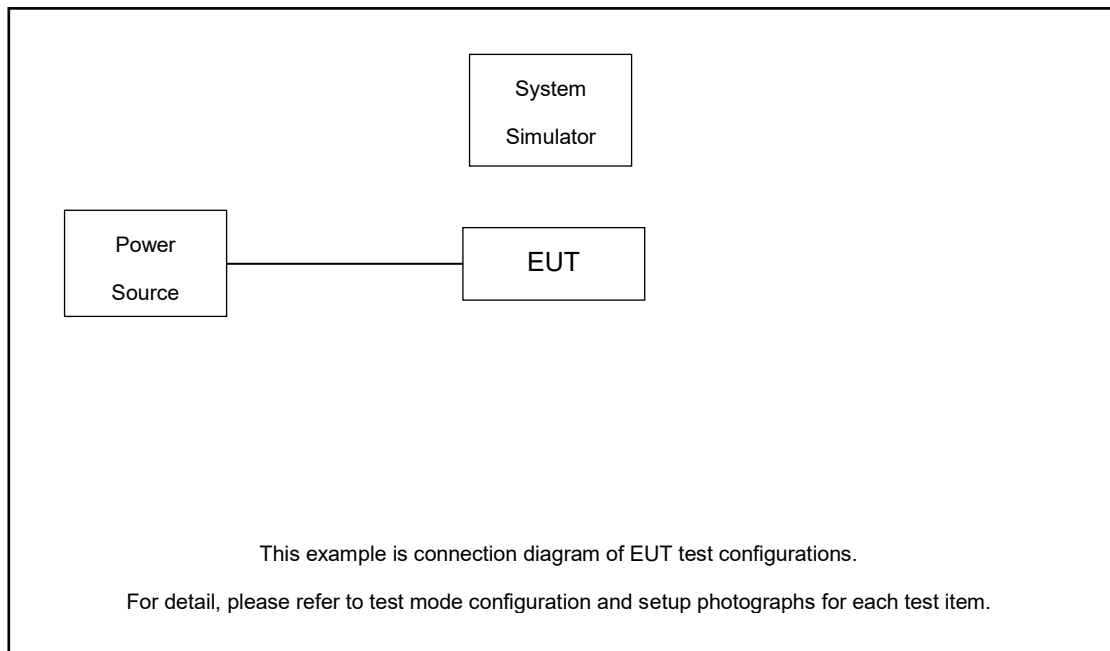 System
Simulator
Power
Source
EUT
This example is connection diagram of EUT test configurations.
For detail, please refer to test mode configuration and setup photographs for each test item.